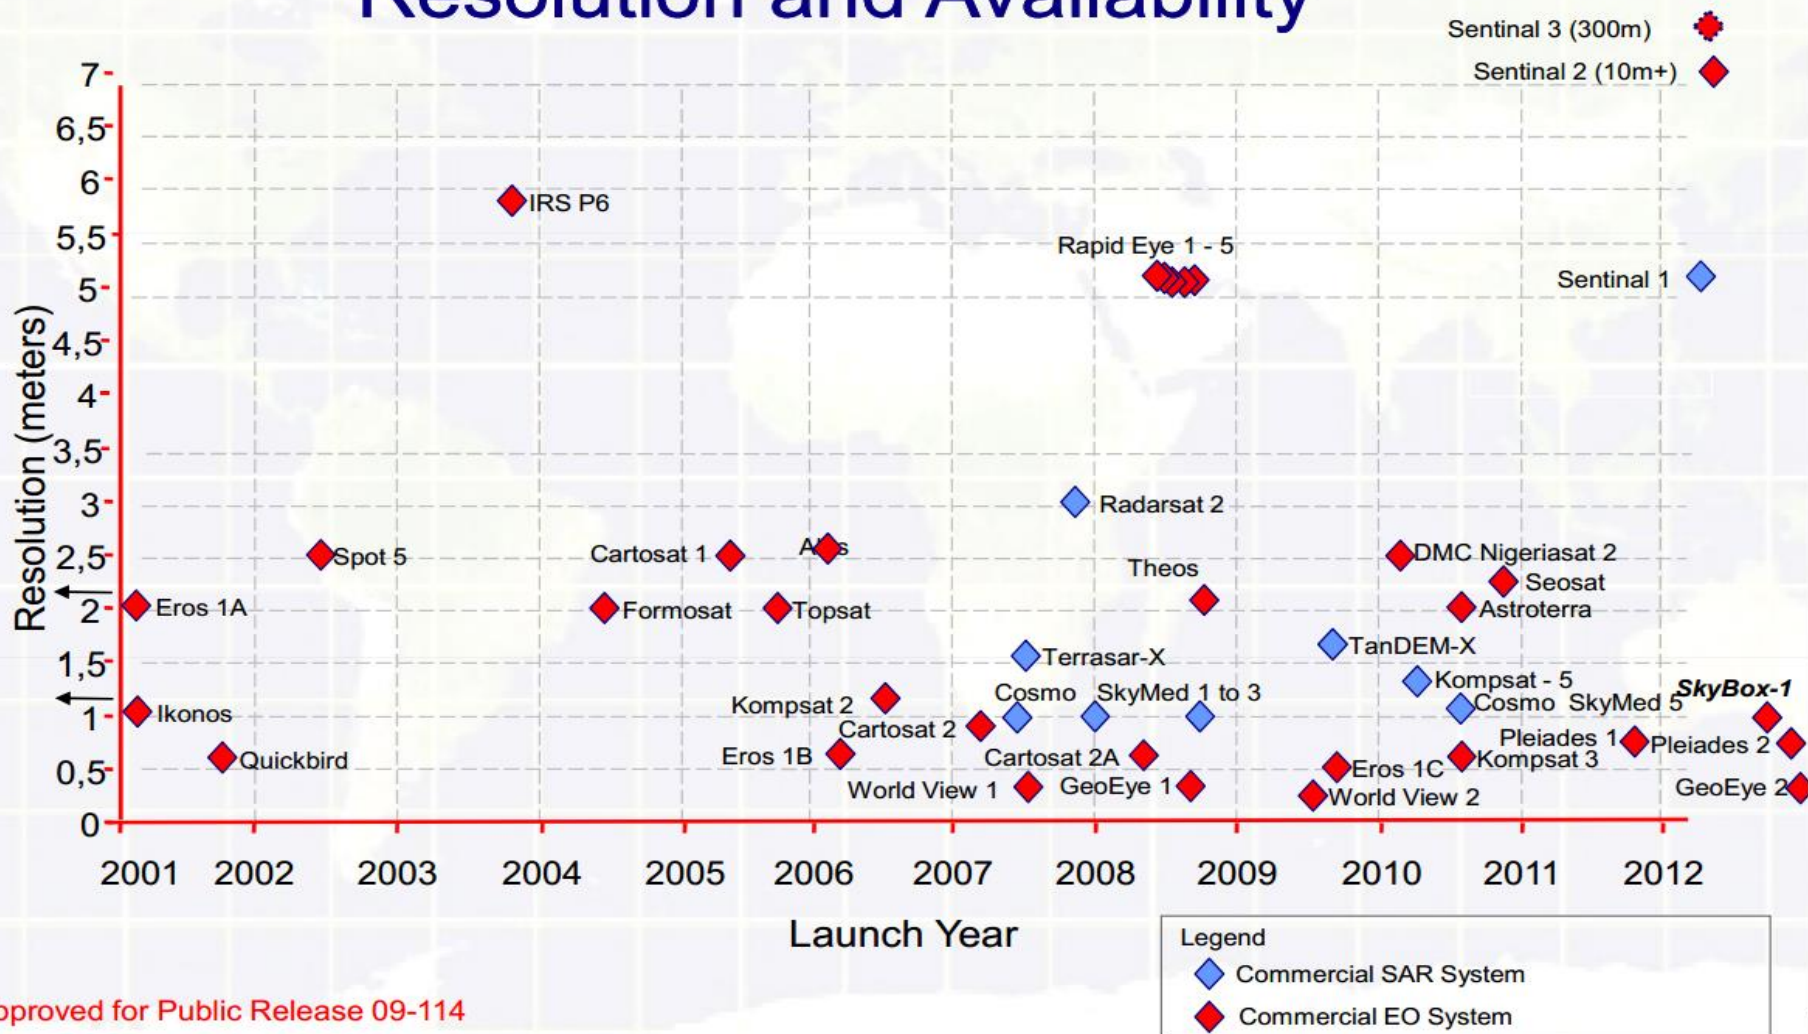 Resolution and Availability
Sentinal 3 (300m)
Sentinal 2 (10m+)
7
6,5
6
IRS P6
5,5
Rapid Eye 1 - 5
Sentinal 1
5
4,5
4
3,5
3
Radarsat 2
2,5
Spot 5
Cartosat 1
DMC Nigeriasat 2
Theos
Seosat
2
Eros 1A
Formosat
Topsat
Astroterra
1,5
Terrasar-X
TanDEM-X
Kompsat - 5
Cosmo SkyMed 1 to 3
SkyBox-1
Kompsat 2
Cosmo SkyMed 5
1
Ikonos
Cartosat 2
Pleiades 1
Pleiades 2
Quickbird
Eros 1B
Cartosat 2A
Kompsat 3
0,5
Eros 1C
World View 1
GeoEye 1
World View 2
GeoEye 2
0
Resolution (meters)
2001 2002 2003 2004 2005 2006 2007 2008 2009 2010 2011 2012
Launch Year
Legend
Commercial SAR System
Commercial EO System
pproved for Public Release 09-114